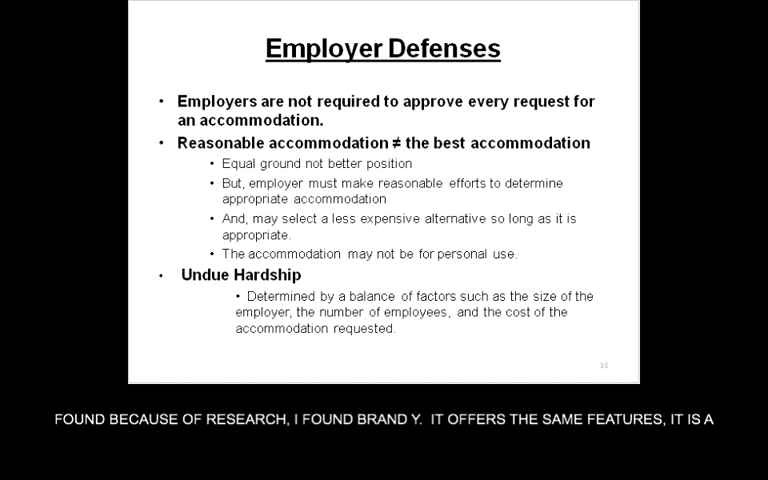 Employer Defenses
• Employers are not required to approve every request for
an accommodation.
• Reasonable accommodation ≠ the best accommodation
• Equal ground not better position
• But, employer must make reasonable efforts to determine
appropriate accommodation
• And, may select a less expensive alternative so long as it is
appropriate.
• The accommodation may not be for personal use.
• Undue Hardship
• Determined by a balance of factors such as the size of the
employer, the number of employees, and the cost of the
accommodation requested.
FOUND BECAUSE OF RESEARCH, I FOUND BRAND Y. IT OFFERS THE SAME FEATURES, IT IS A